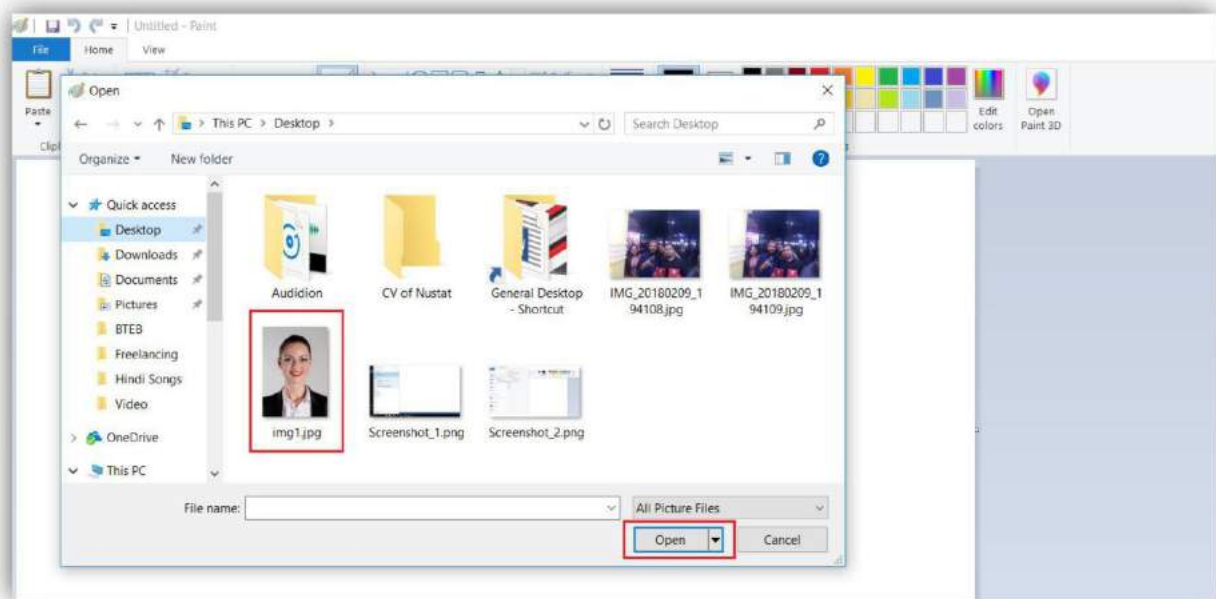 Untitled - Paint
File Home View
Paste
Edit colors
Open Paint 3D
Open
This PC > Desktop >
Search Desktop
Organize
New folder
Quick access
Desktop
Downloads
Documents
Pictures
BTEB
Freelancing
Hindi Songs
Video
OneDrive
This PC
Audidion
CV of Nustat
General Desktop
- Shortcut
IMG_20180209_1
94108.jpg
IMG_20180209_1
94109.jpg
img1.jpg
Screenshot_1.png
Screenshot_2.png
File name:
All Picture Files
Open
Cancel